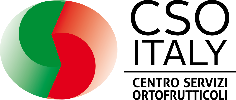 CSO
ITALY
CENTRO SERVIZI
ORTOFRUTTICOLI